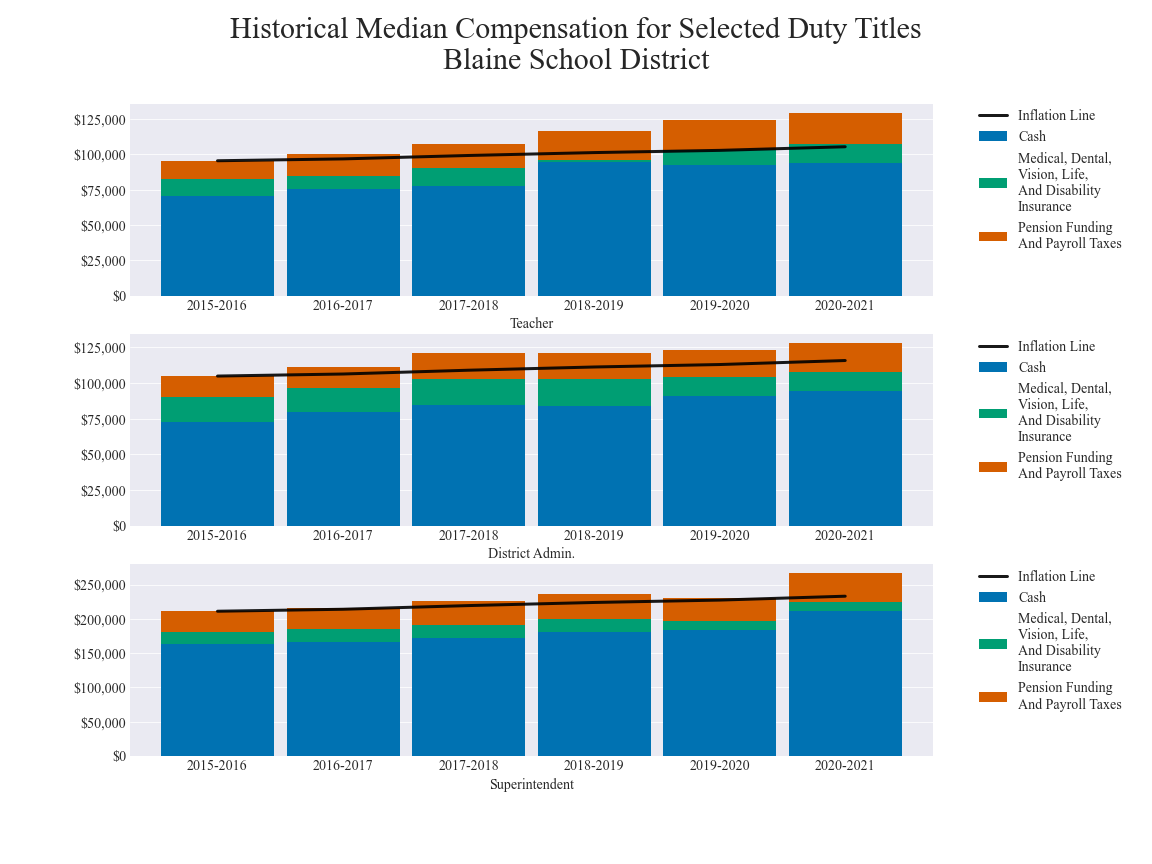 Historical Median Compensation for Selected Duty Titles
Blaine School District
$125,000
$100,000
$75,000
$50,000
$25,000
$0
2015-2016 2016-2017 2017-2018 2018-2019 2019-2020 2020-2021
Teacher
Inflation Line
Cash
Medical, Dental,
Vision, Life,
And Disability
Insurance
Pension Funding
And Payroll Taxes
$125,000
$100,000
$75,000
$50,000
$25,000
$0
2015-2016 2016-2017 2017-2018 2018-2019 2019-2020 2020-2021
District Admin.
Inflation Line
Cash
Medical, Dental,
Vision, Life,
And Disability
Insurance
Pension Funding
And Payroll Taxes
$250,000
$200,000
$150,000
$100,000
$50,000
$0
2015-2016 2016-2017 2017-2018 2018-2019 2019-2020 2020-2021
Superintendent
Inflation Line
Cash
Medical, Dental,
Vision, Life,
And Disability
Insurance
Pension Funding
And Payroll Taxes